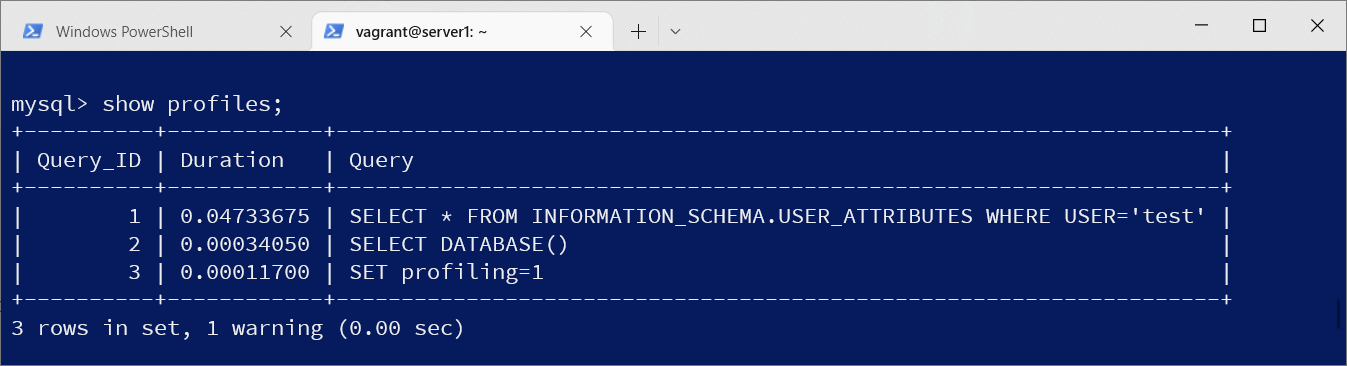 Windows PowerShell
vagrant@server1: ~
mysql> show profiles;
+----------+------------+--------------------------------------------------------------------+
| Query_ID | Duration   | Query                                                              |
+----------+------------+--------------------------------------------------------------------+
|        1 | 0.04733675 | SELECT * FROM INFORMATION_SCHEMA.USER_ATTRIBUTES WHERE USER='test' |
|        2 | 0.00034050 | SELECT DATABASE()                                                  |
|        3 | 0.00011700 | SET profiling=1                                                    |
+----------+------------+--------------------------------------------------------------------+
3 rows in set, 1 warning (0.00 sec)